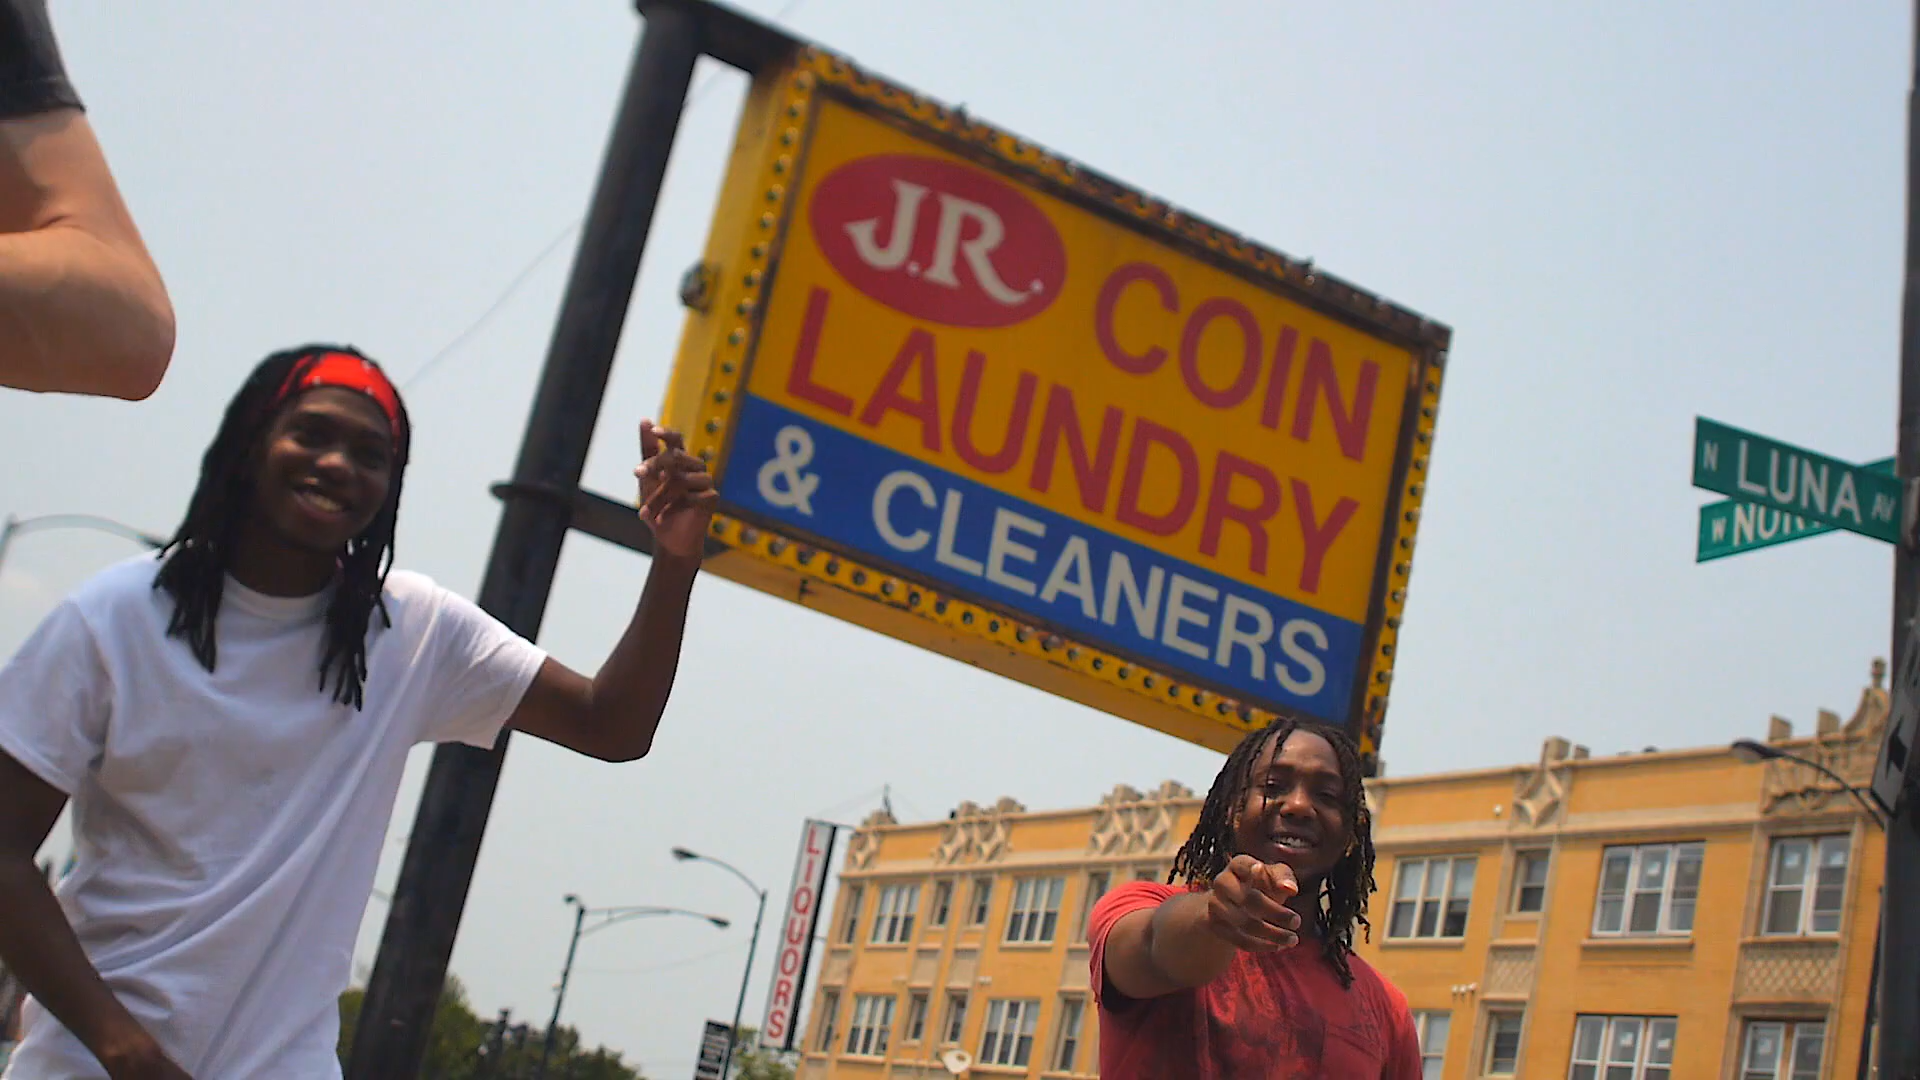 J.R. COIN
LAUNDRY
& CLEANERS
N LUNA AV
W
LIQUORS